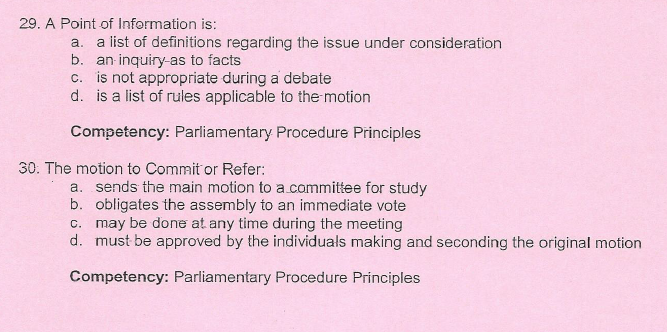 29. A Point of Information is:
a. a list of definitions regarding the issue under consideration
b. an inquiry as to facts
c. is not appropriate during a debate
d. is a list of rules applicable to the motion
Competency: Parliamentary Procedure Principles
30. The motion to Commit or Refer:
a. sends the main motion to a committee for study
b. obligates the assembly to an immediate vote
c. may be done at any time during the meeting
d. must be approved by the individuals making and seconding the original motion
Competency: Parliamentary Procedure Principles